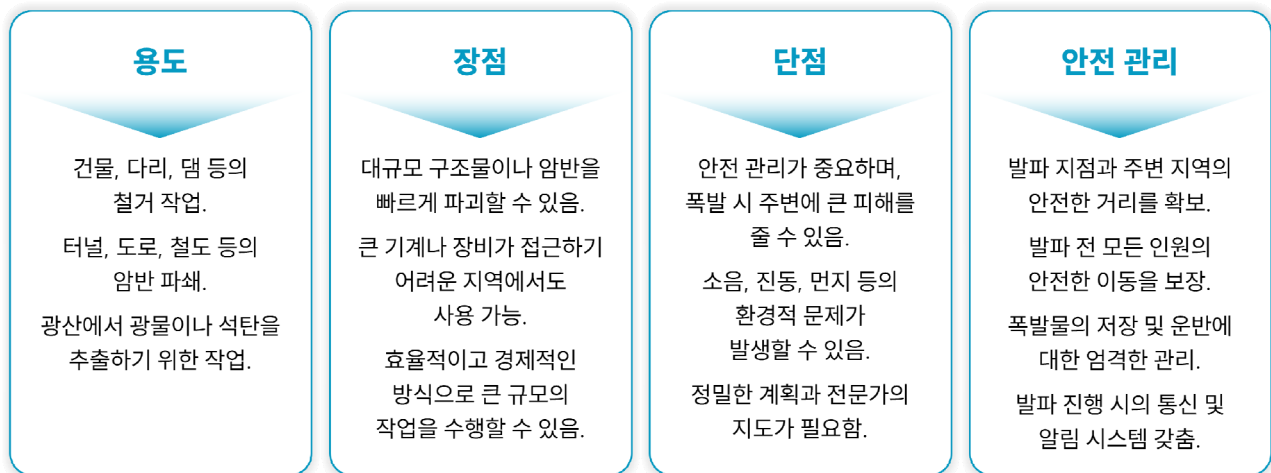 용도
건물, 다리, 댐 등의
철거 작업.
터널, 도로, 철도 등의
암반 파쇄.
광산에서 광물이나 석탄을
추출하기 위한 작업.
장점
대규모 구조물이나 암반을
빠르게 파괴할 수 있음.
큰 기계나 장비가 접근하기
어려운 지역에서도
사용 가능.
효율적이고 경제적인
방식으로 큰 규모의
작업을 수행할 수 있음.
단점
안전 관리가 중요하며,
폭발 시 주변에 큰 피해를
줄 수 있음.
소음, 진동, 먼지 등의
환경적 문제가
발생할 수 있음.
정밀한 계획과 전문가의
지도가 필요함.
안전 관리
발파 지점과 주변 지역의
안전한 거리를 확보.
발파 전 모든 인원의
안전한 이동을 보장.
폭발물의 저장 및 운반에
대한 엄격한 관리.
발파 진행 시의 통신 및
알림 시스템 갖춤.